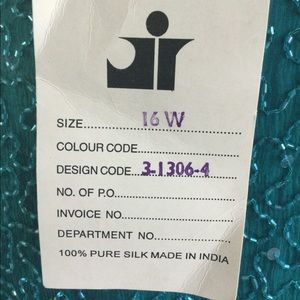 SIZE..................16 W
COLOUR CODE..................
DESIGN CODE..3-1306-4
NO. OF P.O..................
INVOICE NO..................
DEPARTMENT NO..................
100% PURE SILK MADE IN INDIA